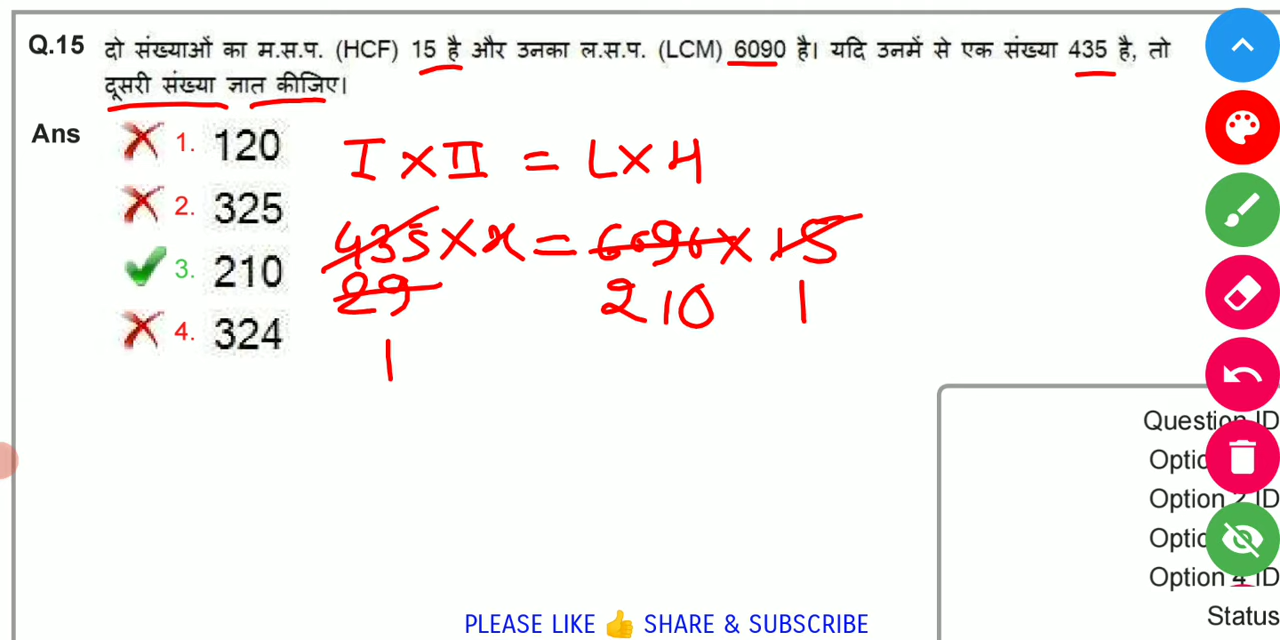 Q.15 दो संख्याओं का म.स.प. (HCF) 15 है और उनका ल.स.प. (LCM) 6090 है। यदि उनमें से एक संख्या 435 है, तो
दूसरी संख्या ज्ञात कीजिए।
Ans
1. 120
2. 325
3. 210
4. 324
I X II = L X H
435 X x = 6090 X 15
29 210 1
1
Question ID
Optio
Option 2 ID
Optio
Option 4 ID
Status
PLEASE LIKE 👍 SHARE & SUBSCRIBE